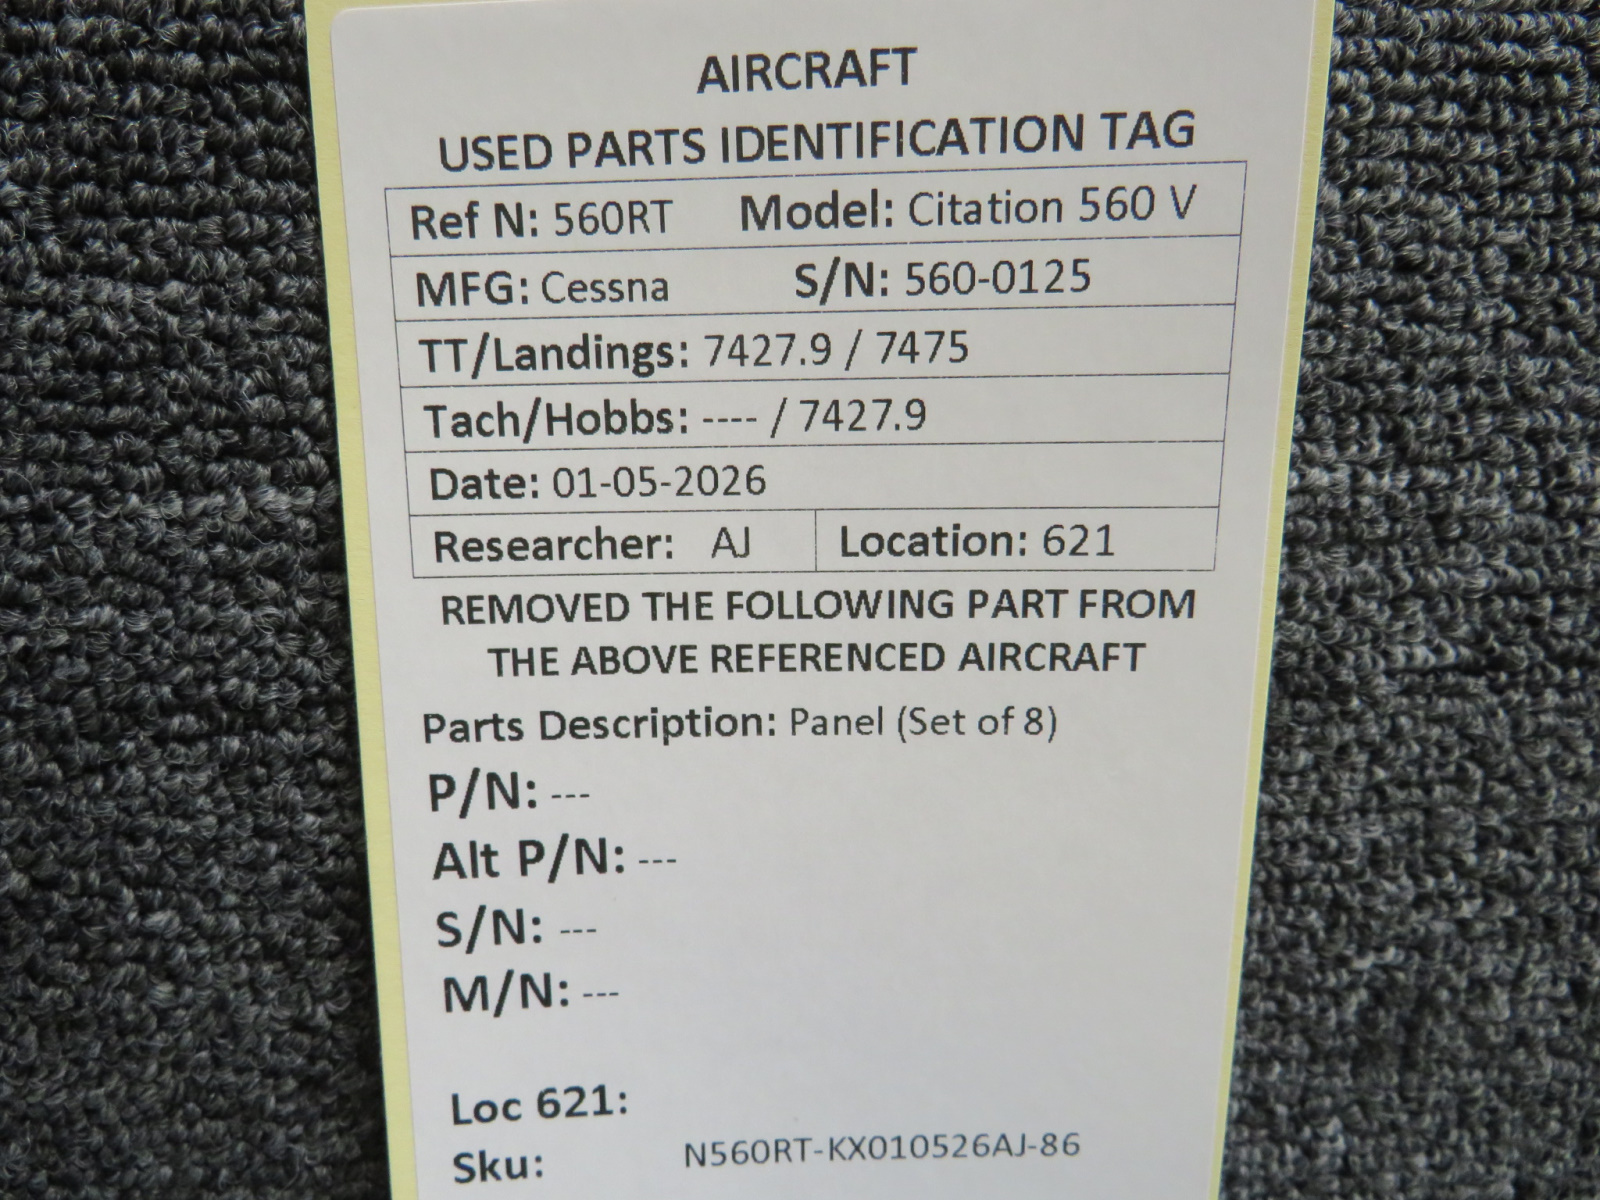 AIRCRAFT
USED PARTS IDENTIFICATION TAG
Ref N: 560RT Model: Citation 560 V
MFG: Cessna S/N: 560-0125
TT/Landings: 7427.9 / 7475
Tach/Hobbs: ---- / 7427.9
Date: 01-05-2026
Researcher: AJ Location: 621
REMOVED THE FOLLOWING PART FROM
THE ABOVE REFERENCED AIRCRAFT
Parts Description: Panel (Set of 8)
P/N: ---
Alt P/N: ---
S/N: ---
M/N: ---
Loc 621:
Sku: N560RT-KX010526AJ-86